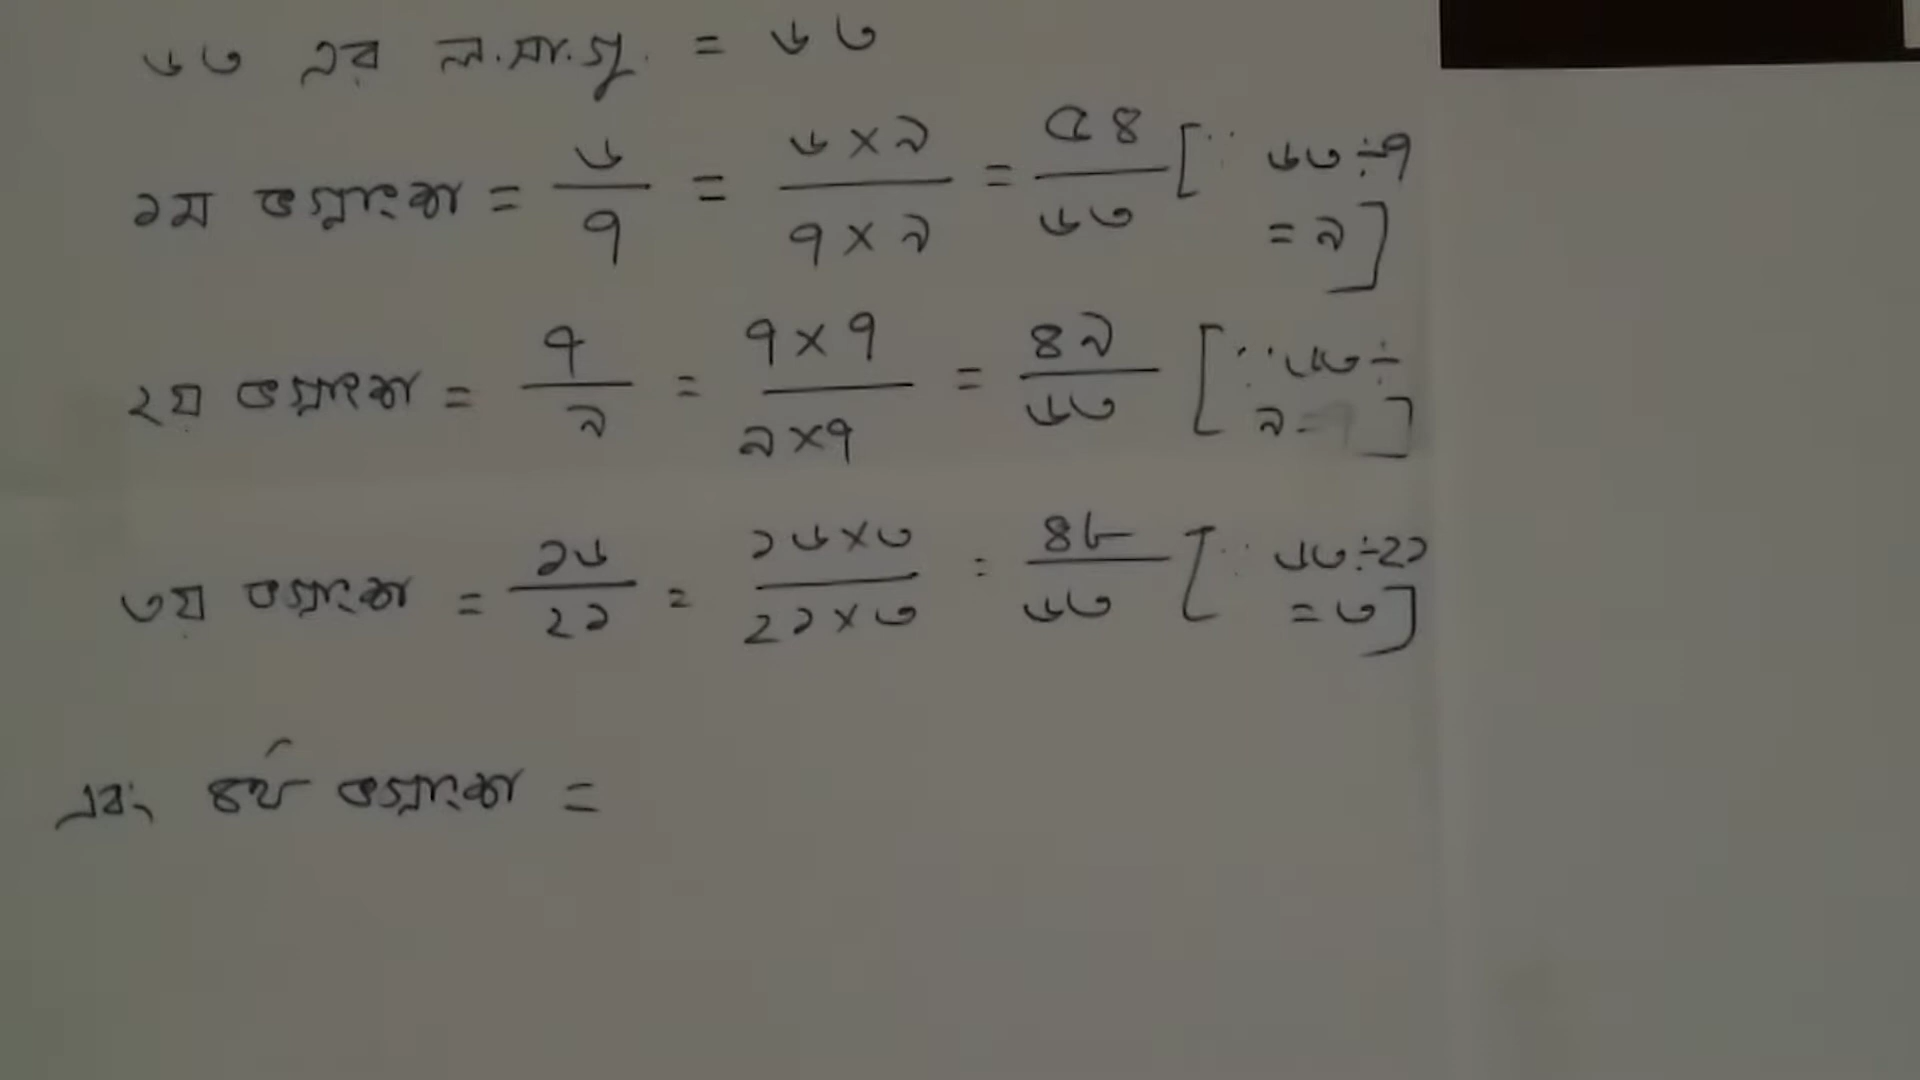 ৬৩ এর ল.সা.গু. = ৬৩
১ম ভগ্নাংশ = ৬/৭ = ৬×৯/৭×৯ = ৫৪/৬৩ [∵ ৬৩÷৭
= ৯]
২য় ভগ্নাংশ = ৭/৯ = ৭×৭/৯×৭ = ৪৯/৬৩ [∵ ৬৩÷
৯=৭]
৩য় ভগ্নাংশ = ১৬/২১ = ১৬×৩/২১×৩ = ৪৮/৬৩ [∵ ৬৩÷২১
= ৩]
এবং ৪র্থ ভগ্নাংশ =